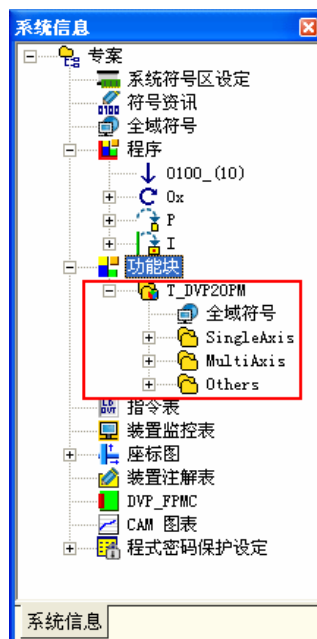 系统信息
专案
系统符号区设定
符号资讯
全域符号
程序
O100_(10)
Ox
P
I
功能块
T_DVP20PM
全域符号
SingleAxis
MultiAxis
Others
指令表
装置监控表
座标图
装置注解表
DVP_FPMC
CAM 图表
程式密码保护设定
系统信息